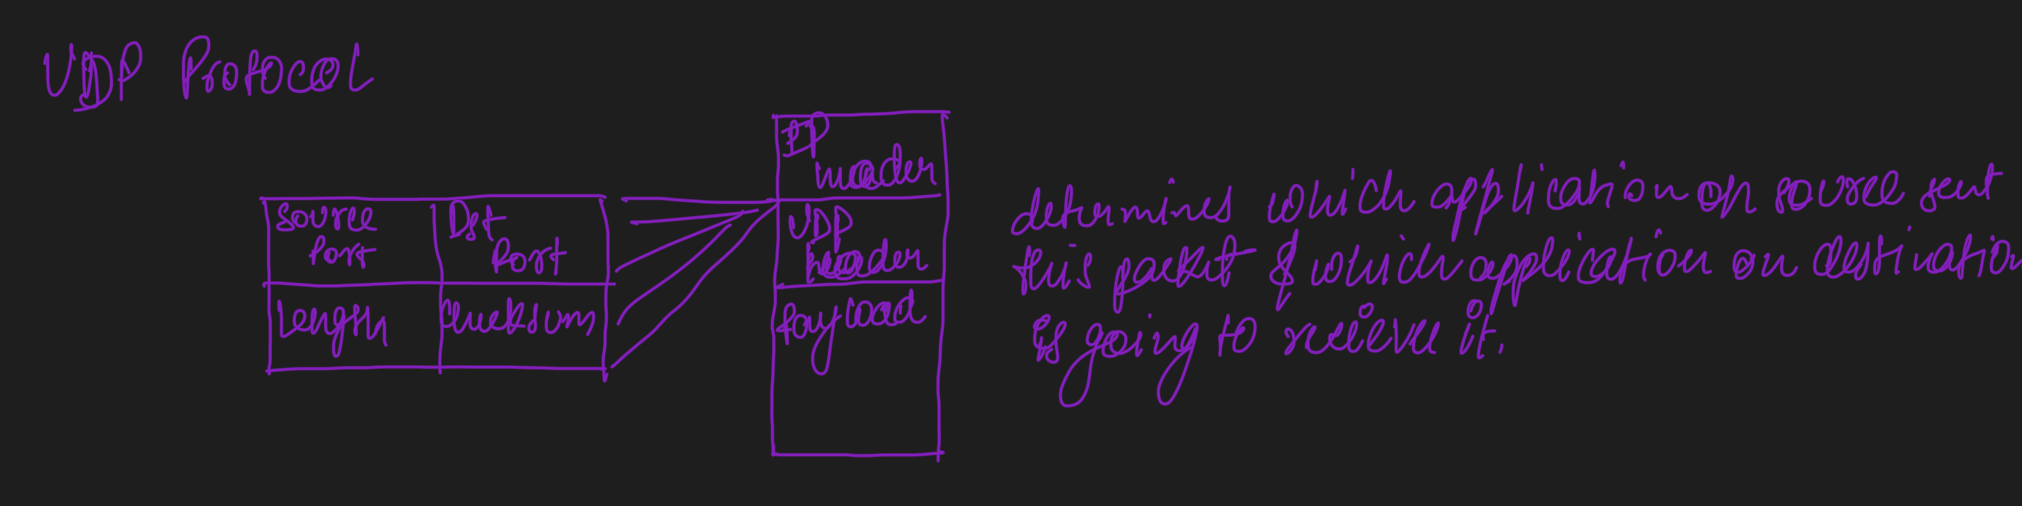 UDP Protocol
Source
Port
Dst
Port
Length
Checksum
IP
header
UDP
header
Payload
determines which application on source sent
this packet & which application on destination
is going to recieve it.